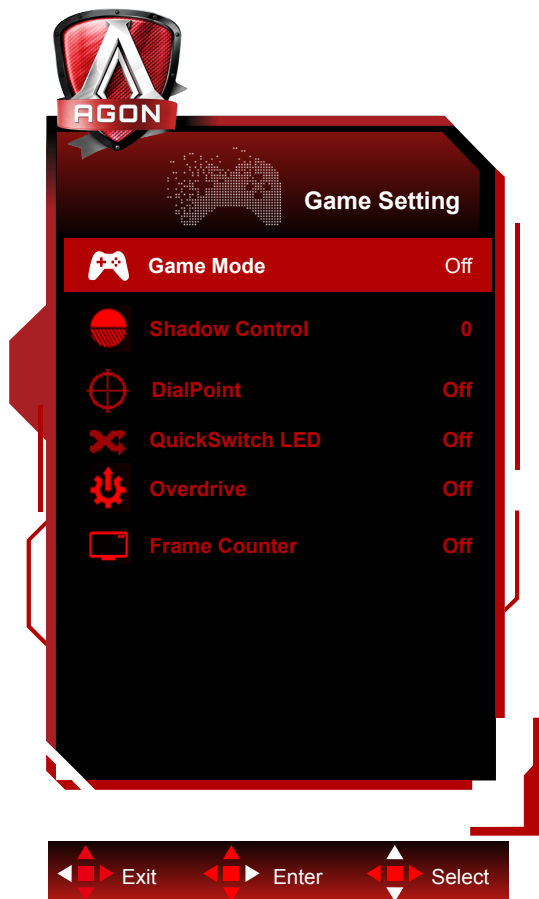 AGON
Game Setting
Game Mode Off
Shadow Control 0
DialPoint Off
QuickSwitch LED Off
Overdrive Off
Frame Counter Off
Exit Enter Select